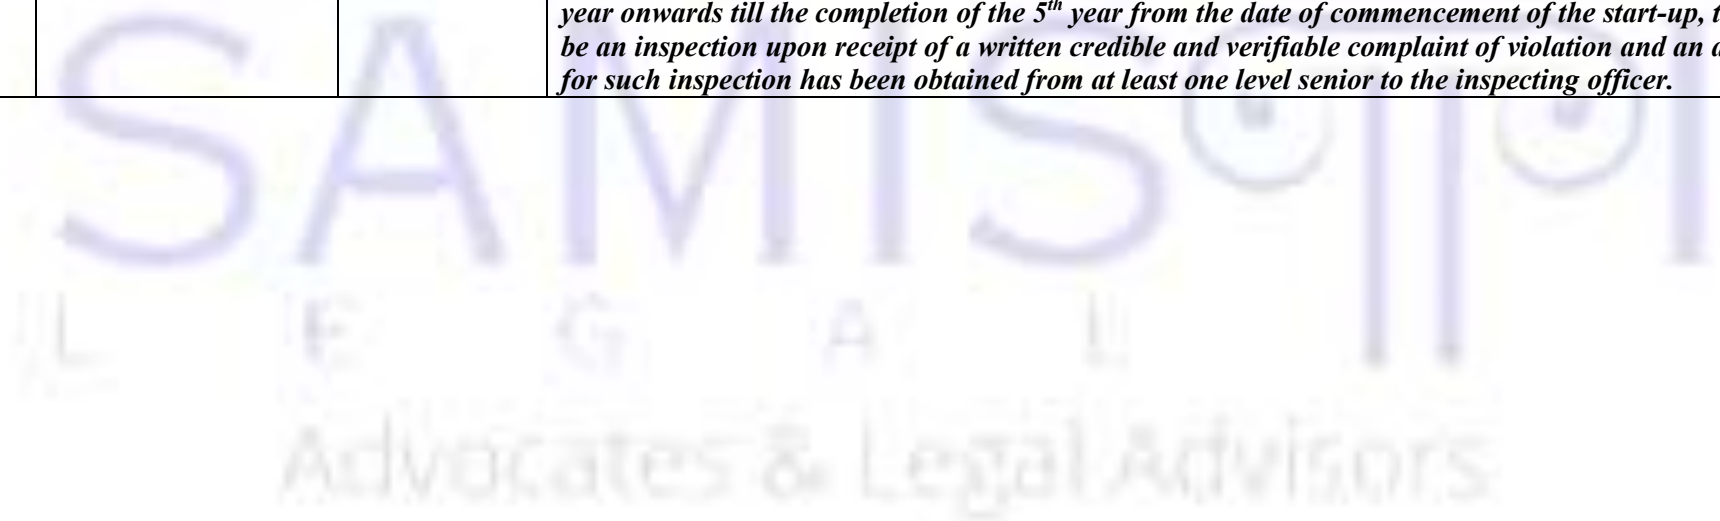 year onwards till the completion of the 5th year from the date of commencement of the start-up, t
be an inspection upon receipt of a written credible and verifiable complaint of violation and an a
for such inspection has been obtained from at least one level senior to the inspecting officer.
SAMIS
L E G A L
Advocates & Legal Advisors